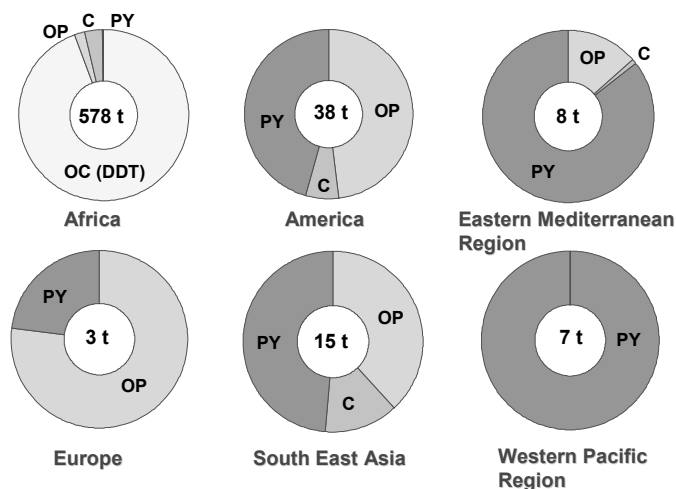 OP
C
PY
578 t
OC (DDT)
Africa
PY
38 t
OP
C
America
OP
C
8 t
PY
Eastern Mediterranean
Region
PY
3 t
OP
Europe
PY
15 t
OP
C
South East Asia
7 t
PY
Western Pacific
Region